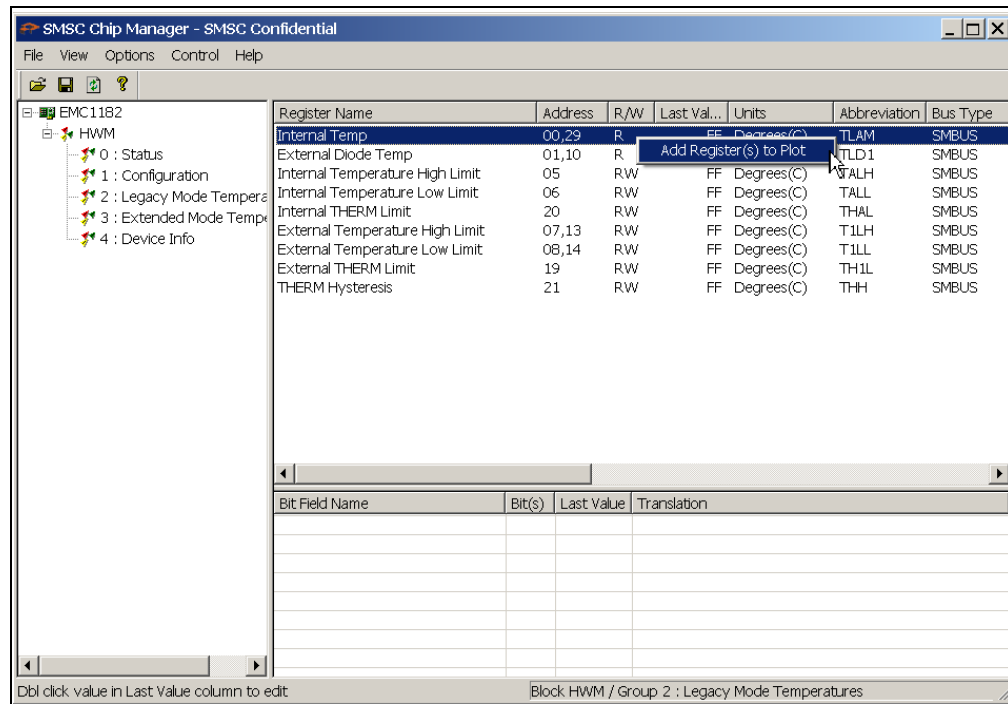 SMSC Chip Manager - SMSC Confidential
File View Options Control Help
EMC1182
HWM
0 : Status
1 : Configuration
2 : Legacy Mode Tempera
3 : Extended Mode Tempe
4 : Device Info
Register Name Address R/W Last Val... Units Abbreviation Bus Type
Internal Temp 00,29 R FF Degrees(C) TLAM SMBUS
Add Register(s) to Plot
External Diode Temp 01,10 R TLD1 SMBUS
Internal Temperature High Limit 05 RW FF Degrees(C) TALH SMBUS
Internal Temperature Low Limit 06 RW FF Degrees(C) TALL SMBUS
Internal THERM Limit 20 RW FF Degrees(C) THAL SMBUS
External Temperature High Limit 07,13 RW FF Degrees(C) T1LH SMBUS
External Temperature Low Limit 08,14 RW FF Degrees(C) T1LL SMBUS
External THERM Limit 19 RW FF Degrees(C) TH1L SMBUS
THERM Hysteresis 21 RW FF Degrees(C) THH SMBUS
Bit Field Name Bit(s) Last Value Translation
Dbl click value in Last Value column to edit
Block HWM / Group 2 : Legacy Mode Temperatures